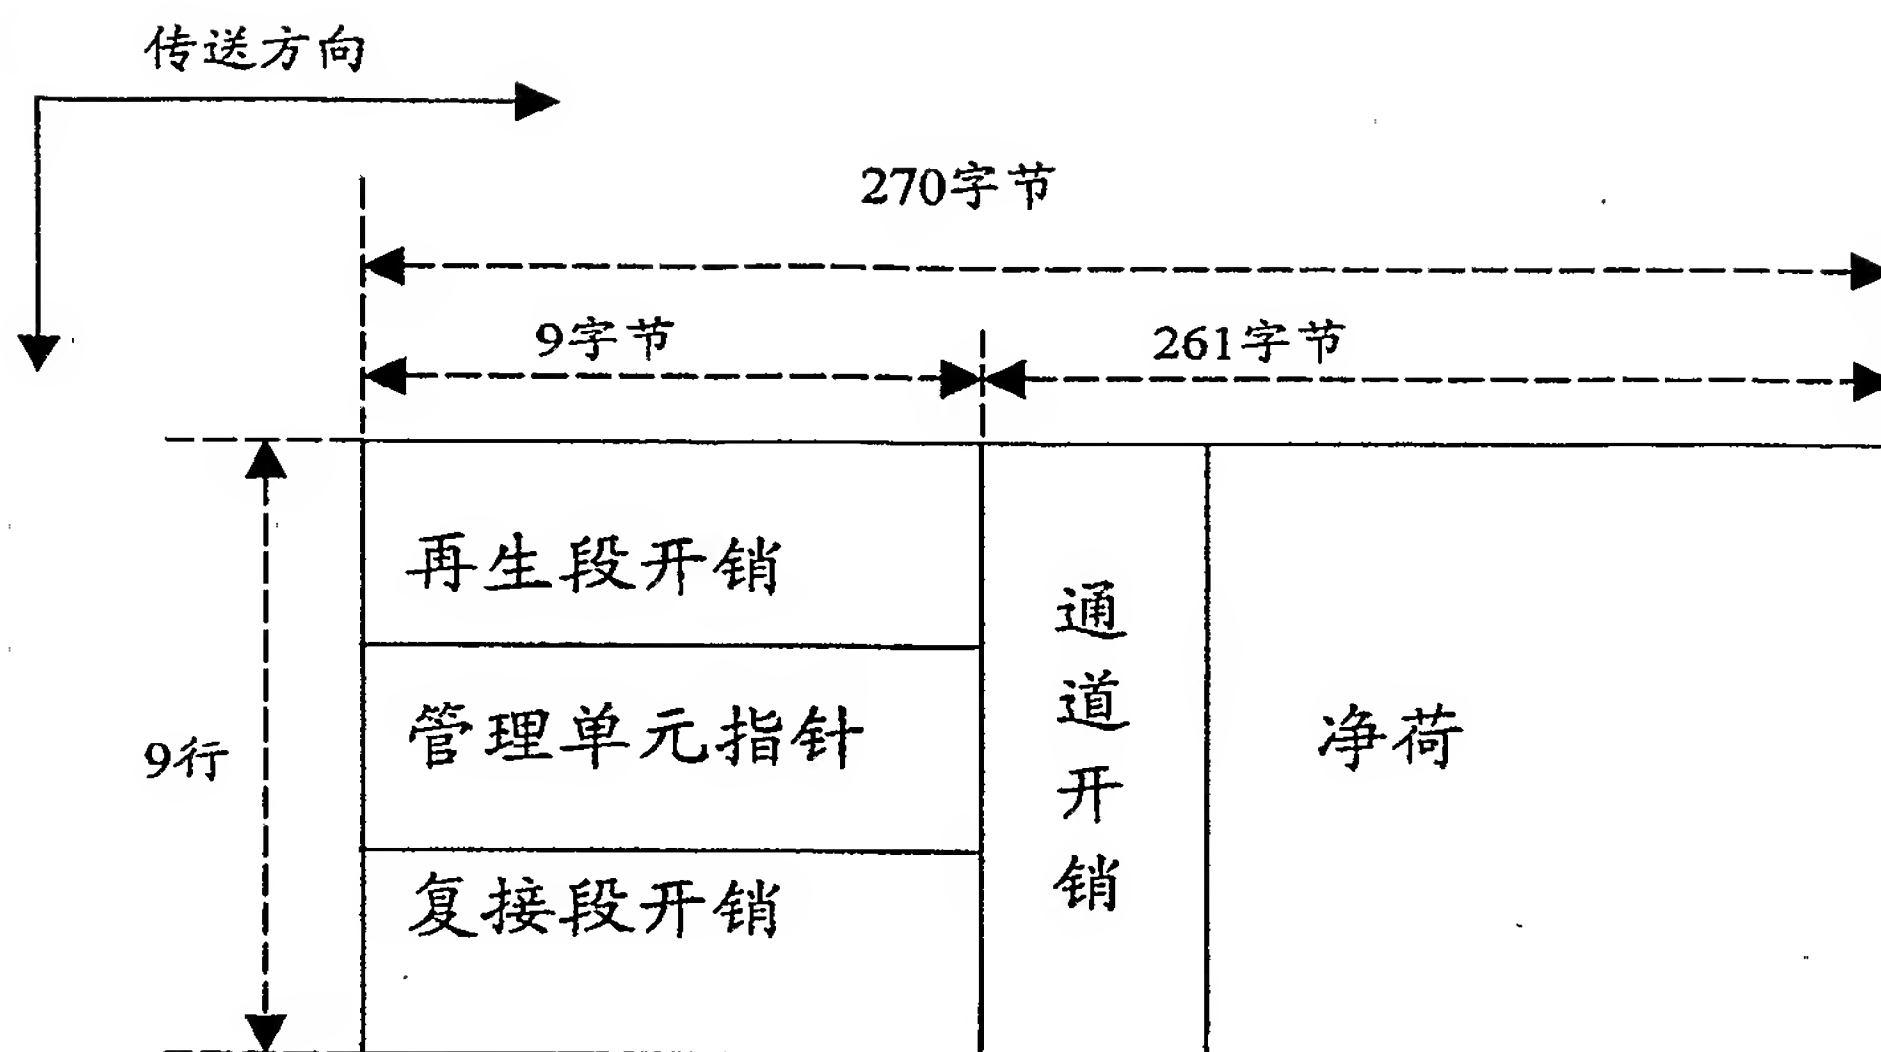 传送方向
270字节
9字节
261字节
再生段开销
管理单元指针
复接段开销
9行
通道开销
净荷